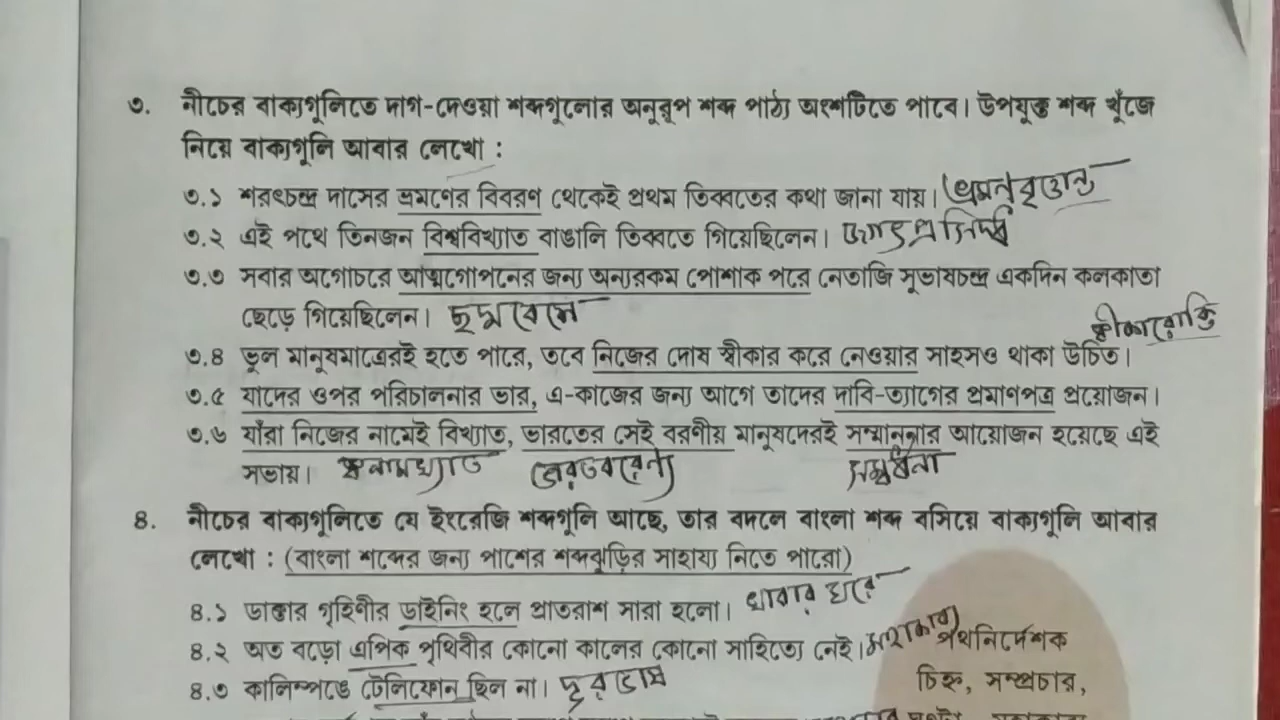 ৩. নীচের বাক্যগুলিতে দাগ-দেওয়া শব্দগুলোর অনুরূপ শব্দ পাঠ্য অংশটিতে পাবে। উপযুক্ত শব্দ খুঁজে
নিয়ে বাক্যগুলি আবার লেখো :
৩.১ শরৎচন্দ্র দাসের ভ্রমণের বিবরণ থেকেই প্রথম তিব্বতের কথা জানা যায়। ভ্রমনবৃত্তান্ত
৩.২ এই পথে তিনজন বিশ্ববিখ্যাত বাঙালি তিব্বতে গিয়েছিলেন। জগৎপ্রসিদ্ধ
৩.৩ সবার অগোচরে আত্মগোপনের জন্য অন্যরকম পোশাক পরে নেতাজি সুভাষচন্দ্র একদিন কলকাতা
ছেড়ে গিয়েছিলেন। ছদ্মবেশে
স্বীকারোক্তি
৩.৪ ভুল মানুষমাত্রেরই হতে পারে, তবে নিজের দোষ স্বীকার করে নেওয়ার সাহসও থাকা উচিত।
৩.৫ যাদের ওপর পরিচালনার ভার, এ-কাজের জন্য আগে তাদের দাবি-ত্যাগের প্রমাণপত্র প্রয়োজন।
৩.৬ যাঁরা নিজের নামেই বিখ্যাত, ভারতের সেই বরণীয় মানুষদেরই সম্মাননার আয়োজন হয়েছে এই
সভায়। স্বনামখ্যাত ভারতবরেণ্য সম্বর্ধনা
৪. নীচের বাক্যগুলিতে যে ইংরেজি শব্দগুলি আছে, তার বদলে বাংলা শব্দ বসিয়ে বাক্যগুলি আবার
লেখো : (বাংলা শব্দের জন্য পাশের শব্দঝুড়ির সাহায্য নিতে পারো)
৪.১ ডাক্তার গৃহিণীর ডাইনিং হলে প্রাতরাশ সারা হলো। খাবার ঘরে
৪.২ অত বড়ো এপিক পৃথিবীর কোনো কালের কোনো সাহিত্যে নেই। মহাকাব্য
পথনির্দেশক
৪.৩ কালিম্পঙে টেলিফোন ছিল না। দূরভাষ
চিহ্ন, সম্প্রচার,